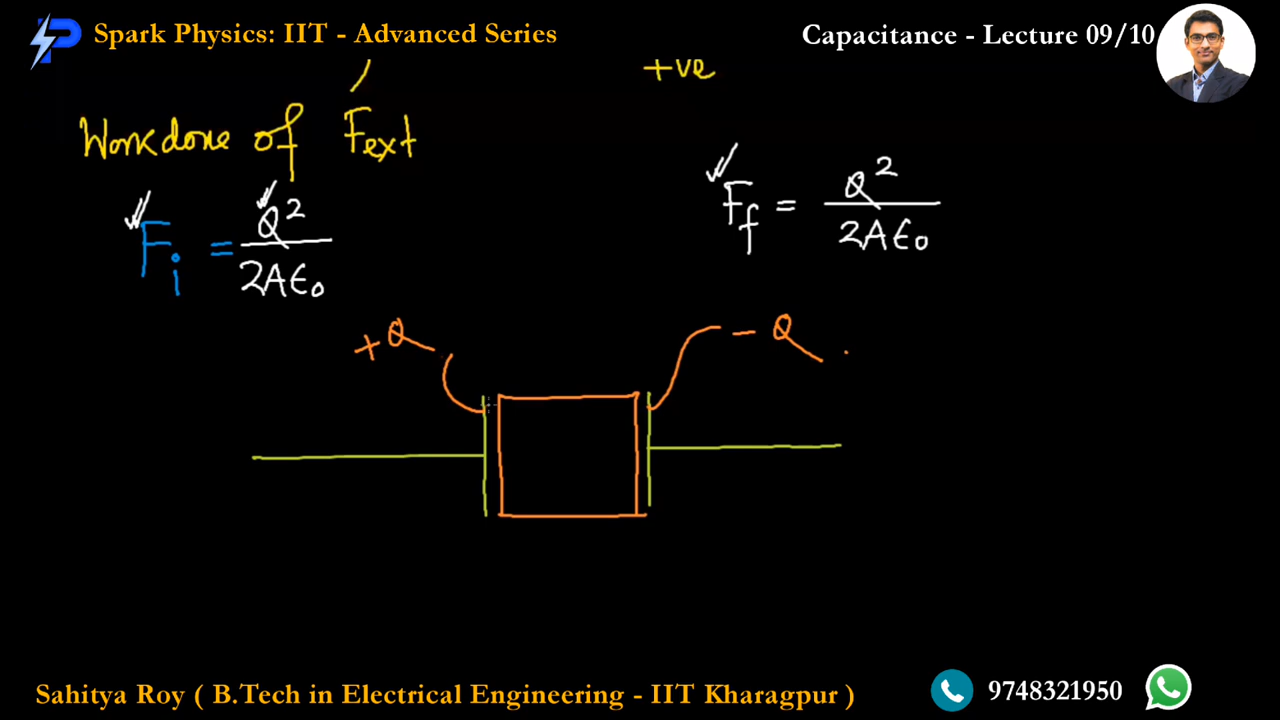 Spark Physics: IIT - Advanced Series
Capacitance - Lecture 09/10
+ve
Workdone of Fext
Fi = Q²/2Aϵ₀
Ff = Q²/2Aϵ₀
+Q
- Q
Sahitya Roy ( B.Tech in Electrical Engineering - IIT Kharagpur )
9748321950